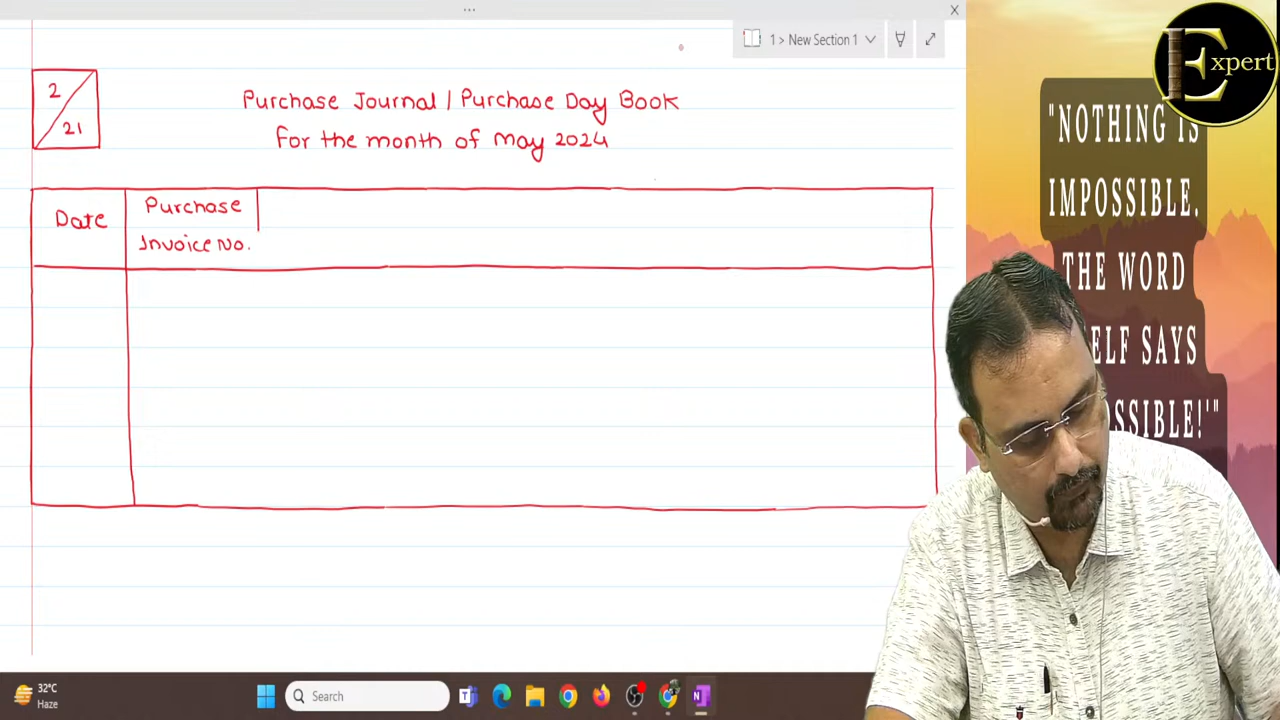 1 > New Section 1
Expert
2
21
Purchase Journal / Purchase Day Book
For the month of May 2024
Date
Purchase
Invoice No.
"NOTHING IS
IMPOSSIBLE.
THE WORD
ELF SAYS
OSSIBLE!'"
32°C
Haze
Search